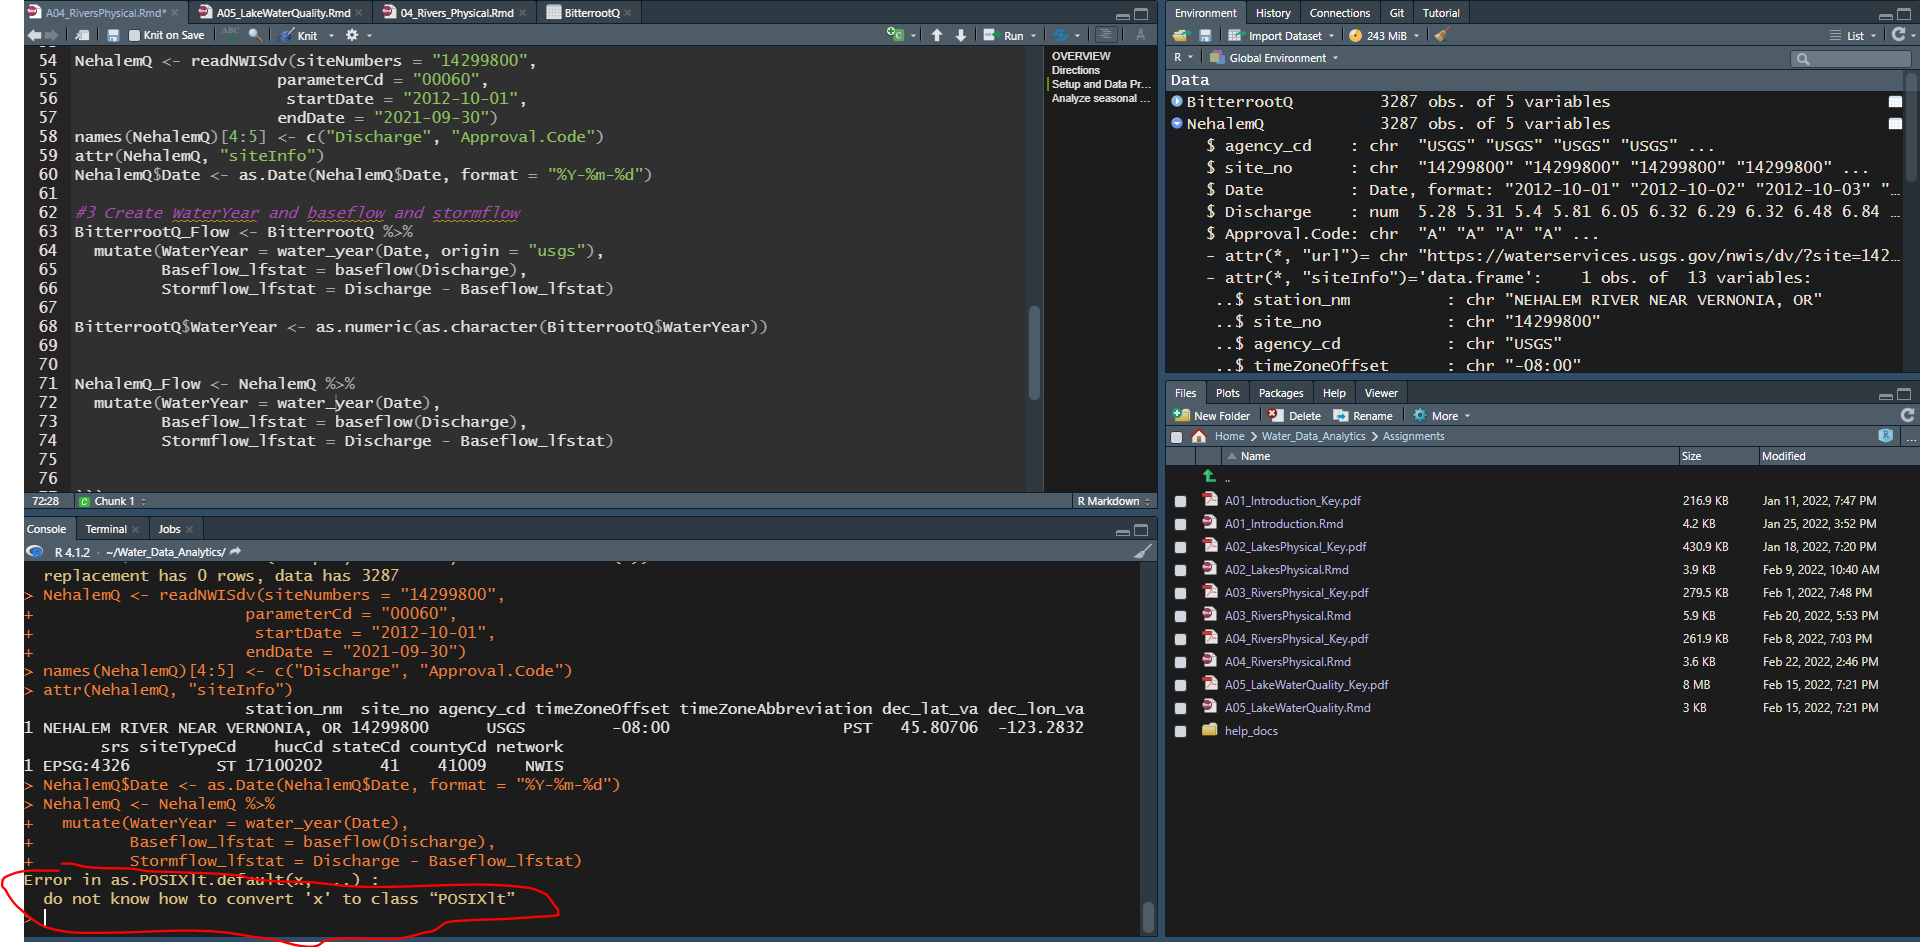 A04_RiversPhysical.Rmd*
A05_LakeWaterQuality.Rmd
04_Rivers_Physical.Rmd
BitterrootQ
Knit on Save
ABC
Knit
Run
54 NehalemQ <- readNWISdv(siteNumbers = "14299800",
55 parameterCd = "00060",
56 startDate = "2012-10-01",
57 endDate = "2021-09-30")
58 names(NehalemQ)[4:5] <- c("Discharge", "Approval.Code")
59 attr(NehalemQ, "siteInfo")
60 NehalemQ$Date <- as.Date(NehalemQ$Date, format = "%Y-%m-%d")
61
62 #3 Create WaterYear and baseflow and stormflow
63 BitterrootQ_Flow <- BitterrootQ %>%
64 mutate(WaterYear = water_year(Date, origin = "usgs"),
65 Baseflow_lfstat = baseflow(Discharge),
66 Stormflow_lfstat = Discharge - Baseflow_lfstat)
67
68 BitterrootQ$WaterYear <- as.numeric(as.character(BitterrootQ$WaterYear))
69
70
71 NehalemQ_Flow <- NehalemQ %>%
72 mutate(WaterYear = water_year(Date),
73 Baseflow_lfstat = baseflow(Discharge),
74 Stormflow_lfstat = Discharge - Baseflow_lfstat)
75
76
OVERVIEW
Directions
Setup and Data Pr...
Analyze seasonal ...
72:28 Chunk 1 R Markdown
Console Terminal Jobs
R 4.1.2 · ~/Water_Data_Analytics/
replacement has 0 rows, data has 3287
> NehalemQ <- readNWISdv(siteNumbers = "14299800",
+ parameterCd = "00060",
+ startDate = "2012-10-01",
+ endDate = "2021-09-30")
> names(NehalemQ)[4:5] <- c("Discharge", "Approval.Code")
> attr(NehalemQ, "siteInfo")
station_nm site_no agency_cd timeZoneOffset timeZoneAbbreviation dec_lat_va dec_lon_va
1 NEHALEM RIVER NEAR VERNONIA, OR 14299800 USGS -08:00 PST 45.80706 -123.2832
srs siteTypeCd hucCd stateCd countyCd network
1 EPSG:4326 ST 17100202 41 41009 NWIS
> NehalemQ$Date <- as.Date(NehalemQ$Date, format = "%Y-%m-%d")
> NehalemQ <- NehalemQ %>%
+ mutate(WaterYear = water_year(Date),
+ Baseflow_lfstat = baseflow(Discharge),
+ Stormflow_lfstat = Discharge - Baseflow_lfstat)
Error in as.POSIXlt.default(x, ...) :
do not know how to convert 'x' to class “POSIXlt”
>
Environment History Connections Git Tutorial
Import Dataset 243 MiB List
R Global Environment
Data
BitterrootQ 3287 obs. of 5 variables
NehalemQ 3287 obs. of 5 variables
$ agency_cd : chr "USGS" "USGS" "USGS" "USGS" ...
$ site_no : chr "14299800" "14299800" "14299800" "14299800" ...
$ Date : Date, format: "2012-10-01" "2012-10-02" "2012-10-03" "...
$ Discharge : num 5.28 5.31 5.4 5.81 6.05 6.32 6.29 6.32 6.48 6.84 ...
$ Approval.Code: chr "A" "A" "A" "A" ...
- attr(*, "url")= chr "https://waterservices.usgs.gov/nwis/dv/?site=142...
- attr(*, "siteInfo")='data.frame': 1 obs. of 13 variables:
..$ station_nm : chr "NEHALEM RIVER NEAR VERNONIA, OR"
..$ site_no : chr "14299800"
..$ agency_cd : chr "USGS"
..$ timeZoneOffset : chr "-08:00"
Files Plots Packages Help Viewer
New Folder Delete Rename More
Home > Water_Data_Analytics > Assignments
Name Size Modified
..
A01_Introduction_Key.pdf 216.9 KB Jan 11, 2022, 7:47 PM
A01_Introduction.Rmd 4.2 KB Jan 25, 2022, 3:52 PM
A02_LakesPhysical_Key.pdf 430.9 KB Jan 18, 2022, 7:20 PM
A02_LakesPhysical.Rmd 3.9 KB Feb 9, 2022, 10:40 AM
A03_RiversPhysical_Key.pdf 279.5 KB Feb 1, 2022, 7:48 PM
A03_RiversPhysical.Rmd 5.9 KB Feb 20, 2022, 5:53 PM
A04_RiversPhysical_Key.pdf 261.9 KB Feb 8, 2022, 7:03 PM
A04_RiversPhysical.Rmd 3.6 KB Feb 22, 2022, 2:46 PM
A05_LakeWaterQuality_Key.pdf 8 MB Feb 15, 2022, 7:21 PM
A05_LakeWaterQuality.Rmd 3 KB Feb 15, 2022, 7:21 PM
help_docs